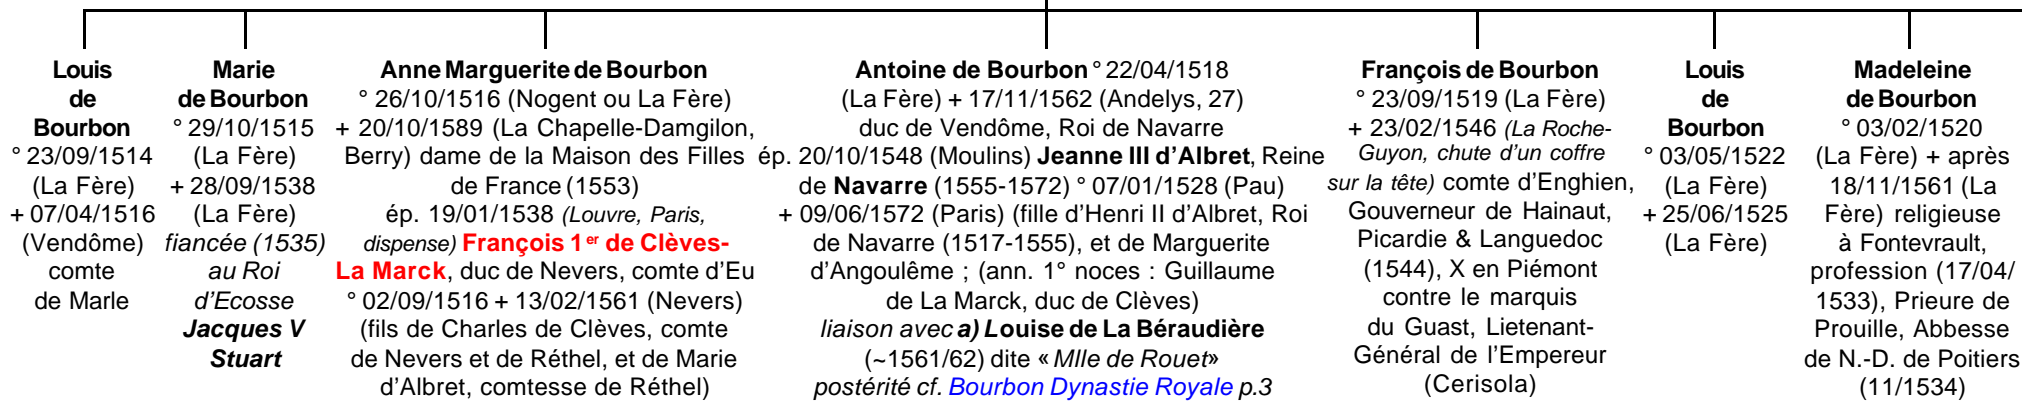 Louis
de
Bourbon
° 23/09/1514
(La Fère)
+ 07/04/1516
(Vendôme)
comte
de Marle
Marie
de Bourbon
° 29/10/1515
(La Fère)
+ 28/09/1538
(La Fère)
fiancée (1535)
au Roi
d'Ecosse
Jacques V
Stuart
Anne Marguerite de Bourbon
° 26/10/1516 (Nogent ou La Fère)
+ 20/10/1589 (La Chapelle-Damgilon,
Berry) dame de la Maison des Filles
de France (1553)
ép. 19/01/1538 (Louvre, Paris,
dispense) François 1er de Clèves-
La Marck, duc de Nevers, comte d'Eu
° 02/09/1516 + 13/02/1561 (Nevers)
(fils de Charles de Clèves, comte
de Nevers et de Réthel, et de Marie
d'Albret, comtesse de Réthel)
Antoine de Bourbon ° 22/04/1518
(La Fère) + 17/11/1562 (Andelys, 27)
duc de Vendôme, Roi de Navarre
ép. 20/10/1548 (Moulins) Jeanne III d'Albret, Reine
de Navarre (1555-1572) ° 07/01/1528 (Pau)
+ 09/06/1572 (Paris) (fille d'Henri II d'Albret, Roi
de Navarre (1517-1555), et de Marguerite
d'Angoulême ; (ann. 1° noces : Guillaume
de La Marck, duc de Clèves)
liaison avec a) Louise de La Béraudière
(~1561/62) dite « Mlle de Rouet»
postérité cf. Bourbon Dynastie Royale p.3
François de Bourbon
° 23/09/1519 (La Fère)
+ 23/02/1546 (La Roche-
Guyon, chute d'un coffre
sur la tête) comte d'Enghien,
Gouverneur de Hainaut,
Picardie & Languedoc
(1544), X en Piémont
contre le marquis
du Guast, Lietenant-
Général de l'Empereur
(Cerisola)
Louis
de
Bourbon
° 03/05/1522
(La Fère)
+ 25/06/1525
(La Fère)
Madeleine
de Bourbon
° 03/02/1520
(La Fère) + après
18/11/1561 (La
Fère) religieuse
à Fontevrault,
profession (17/04/
1533), Prieure de
Prouille, Abbesse
de N.-D. de Poitiers
(11/1534)